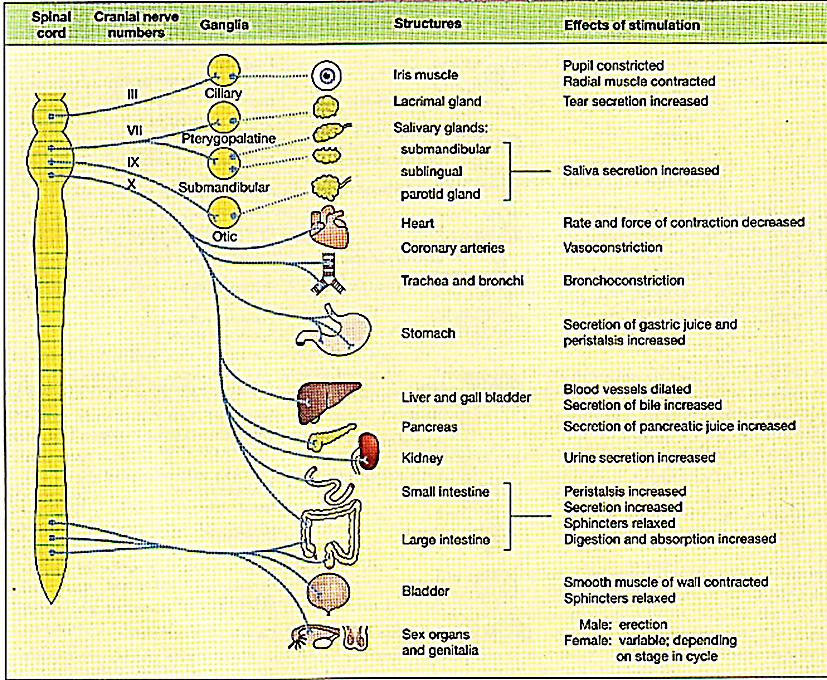 Spinal cord
Cranial nerve numbers
Ganglia
Structures
Effects of stimulation
III
Ciliary
Iris muscle
Pupil constricted
Radial muscle contracted
Lacrimal gland
Tear secretion increased
VII
Pterygopalatine
Salivary glands:
submandibular
sublingual
parotid gland
Saliva secretion increased
IX
Submandibular
X
Otic
Heart
Rate and force of contraction decreased
Coronary arteries
Vasoconstriction
Trachea and bronchi
Bronchoconstriction
Stomach
Secretion of gastric juice and
peristalsis increased
Liver and gall bladder
Blood vessels dilated
Secretion of bile increased
Pancreas
Secretion of pancreatic juice increased
Kidney
Urine secretion increased
Small intestine
Large intestine
Peristalsis increased
Secretion increased
Sphincters relaxed
Digestion and absorption increased
Bladder
Smooth muscle of wall contracted
Sphincters relaxed
Sex organs
and genitalia
Male: erection
Female: variable; depending
on stage in cycle